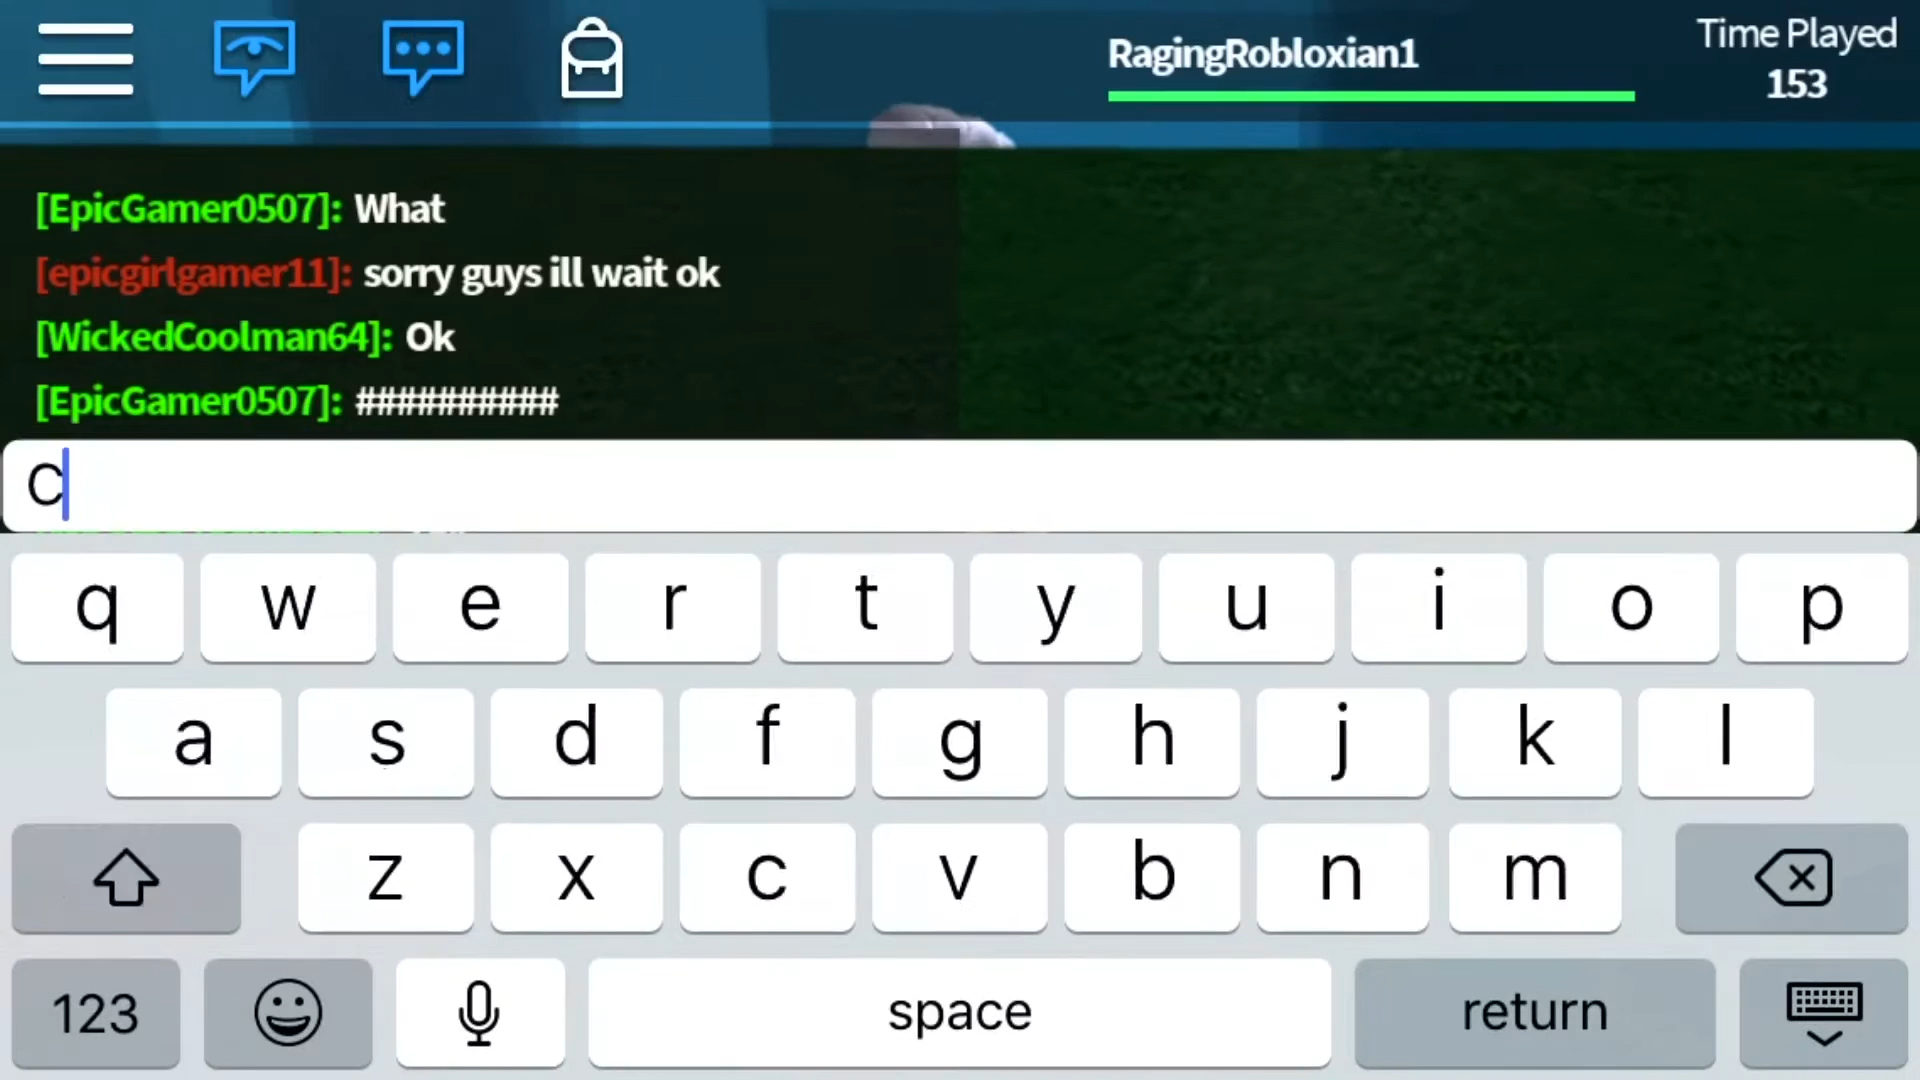 RagingRobloxian1
Time Played
153
[EpicGamer0507]: What
[epicgirlgamer11]: sorry guys ill wait ok
[WickedCoolman64]: Ok
[EpicGamer0507]: ##########
C
q w e r t y u i o p
a s d f g h j k l
z x c v b n m
123 space return